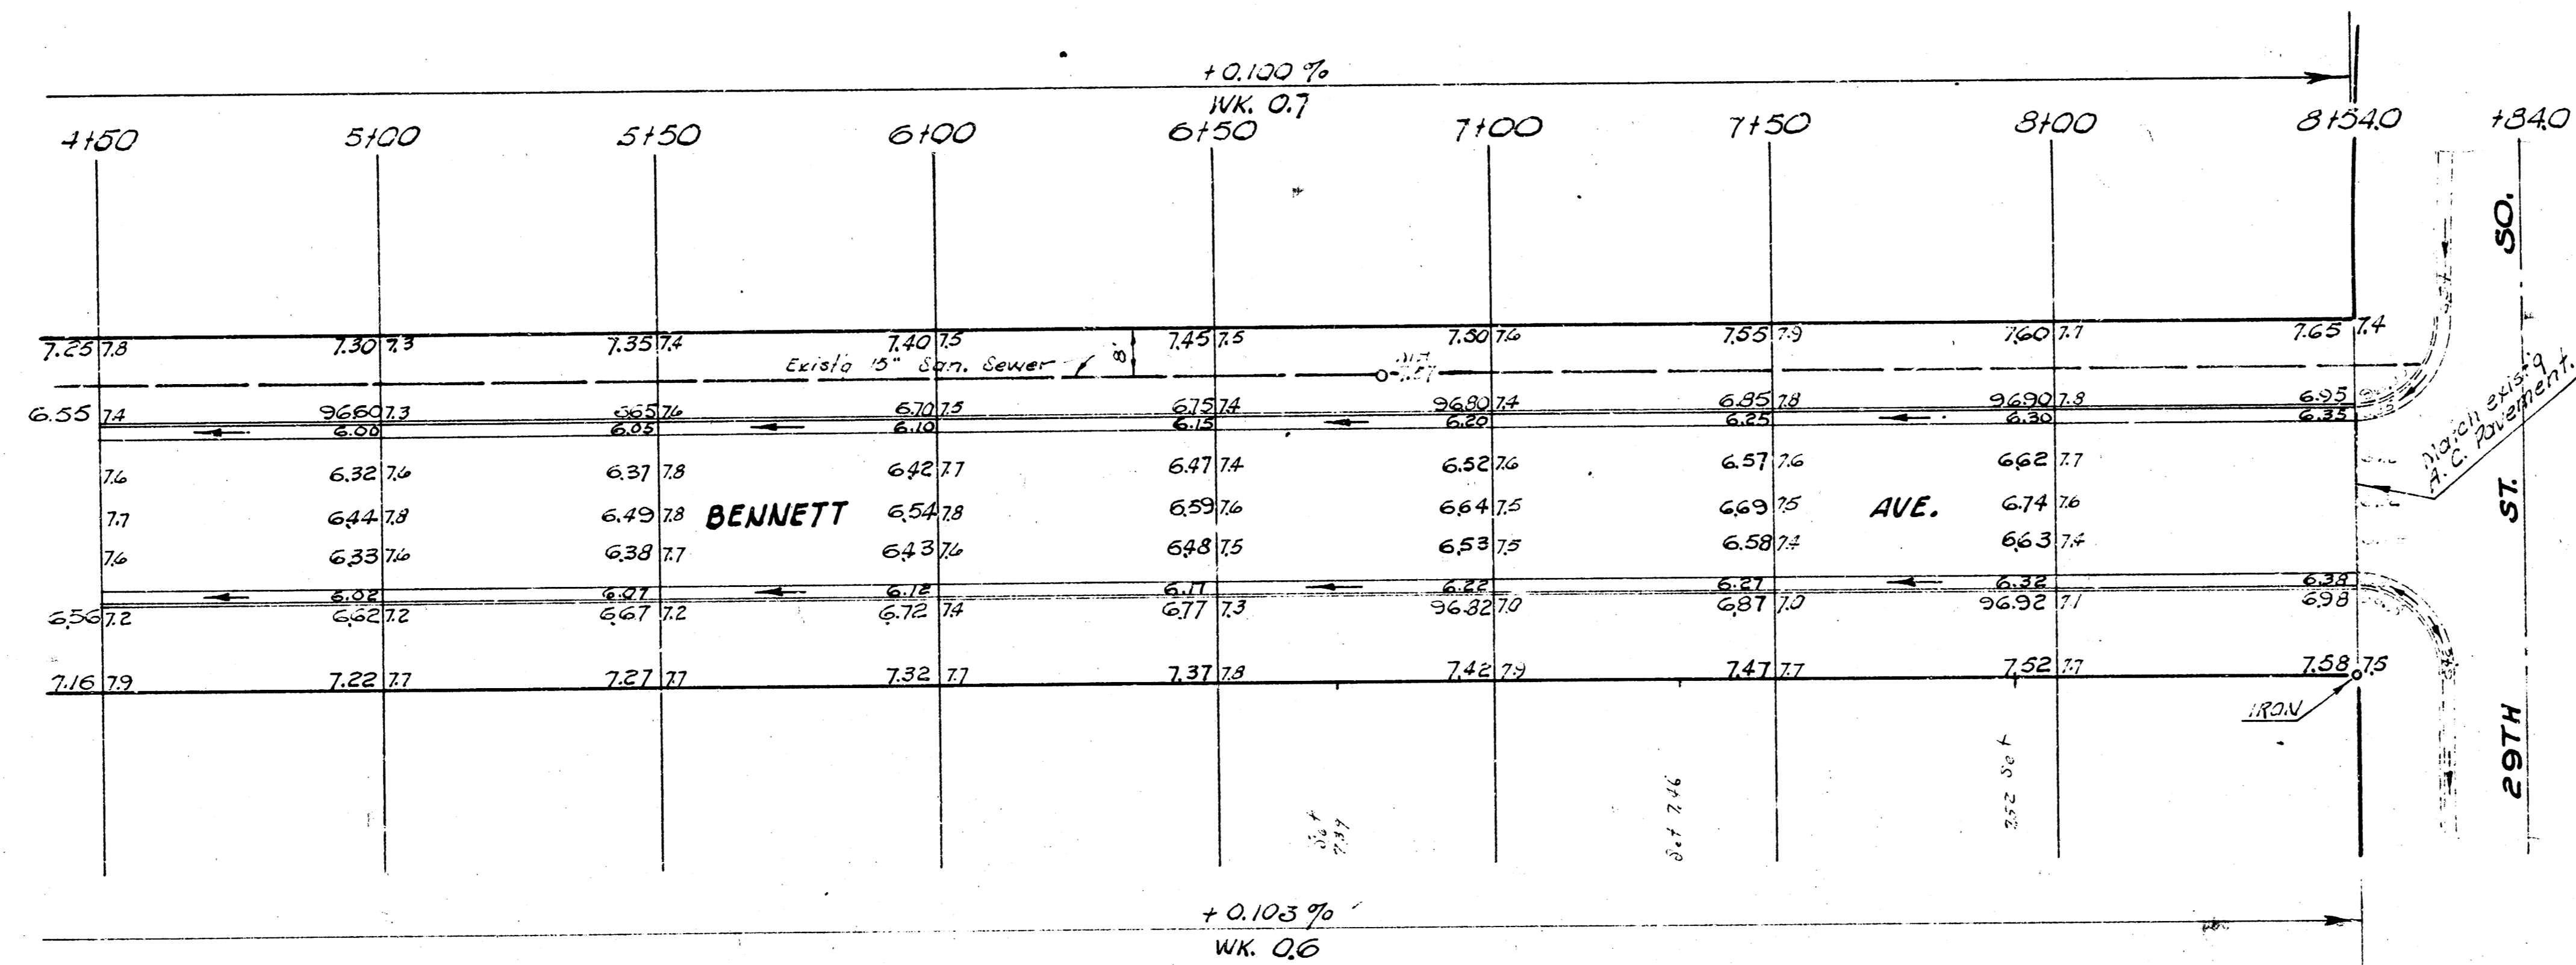 + 0.100 %
WK. 0.7
4+50 5+00 5+50 6+00 6+50 7+00 7+50 8+00 8+54.0 +84.0
7.25 7.8 7.30 7.3 7.35 7.4 7.40 7.5 7.45 7.5 7.50 7.6 7.55 7.9 7.60 7.7 7.65 7.4
Exist'g 15" San. Sewer 8'
6.55 7.4 96.60 7.3 7.6 6.70 7.5 6.75 7.4 96.80 7.4 6.85 7.8 96.90 7.8 6.95
6.00 6.05 6.10 6.15 6.20 6.25 6.30 6.35
Match exist'g
A. C. Pavement.
7.6 6.32 7.6 6.37 7.8 6.42 7.7 6.47 7.4 6.52 7.6 6.57 7.6 6.62 7.7
7.7 6.44 7.8 6.49 7.8 BENNETT 6.54 7.8 6.59 7.6 6.64 7.5 6.69 7.5 AVE. 6.74 7.6
7.6 6.33 7.6 6.38 7.7 6.43 7.6 6.48 7.5 6.53 7.5 6.58 7.4 6.63 7.4
6.02 6.07 6.12 6.17 6.22 6.27 6.32 6.38
6.56 7.2 6.62 7.2 6.67 7.2 6.72 7.4 6.77 7.3 96.82 7.0 6.87 7.0 96.92 7.1 6.98
7.16 7.9 7.22 7.7 7.27 7.7 7.32 7.7 7.37 7.8 7.42 7.9 7.47 7.7 7.52 7.7 7.58 7.5
IRON
29TH ST. SO.
Set
7.39
Set 7.46
7.52 Set
+ 0.103 %
WK. 0.6